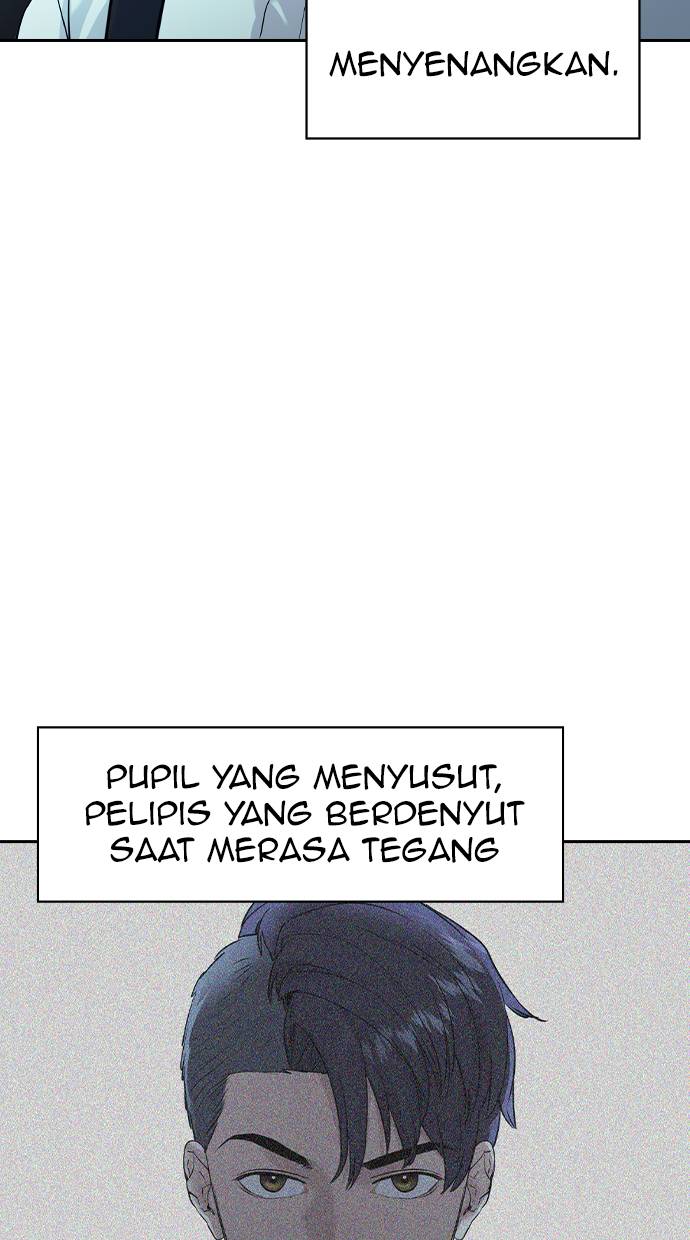 MENYENANGKAN.
PUPIL YANG MENYUSUT,
PELIPIS YANG BERDENYUT
SAAT MERASA TEGANG